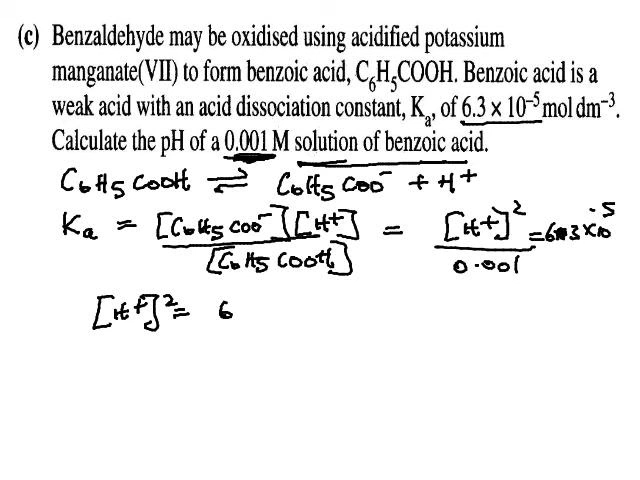 (c) Benzaldehyde may be oxidised using acidified potassium
manganate(VII) to form benzoic acid, C₆H₅COOH. Benzoic acid is a
weak acid with an acid dissociation constant, Kₐ, of 6.3 × 10⁻⁵ mol dm⁻³.
Calculate the pH of a 0.001 M solution of benzoic acid.
C₆H₅COOH ⇌ C₆H₅COO⁻ + H⁺
Ka = [C₆H₅COO⁻][H⁺] / [C₆H₅COOH] = [H⁺]² / 0.001 = 6.3 × 10⁻⁵
[H⁺]² = 6